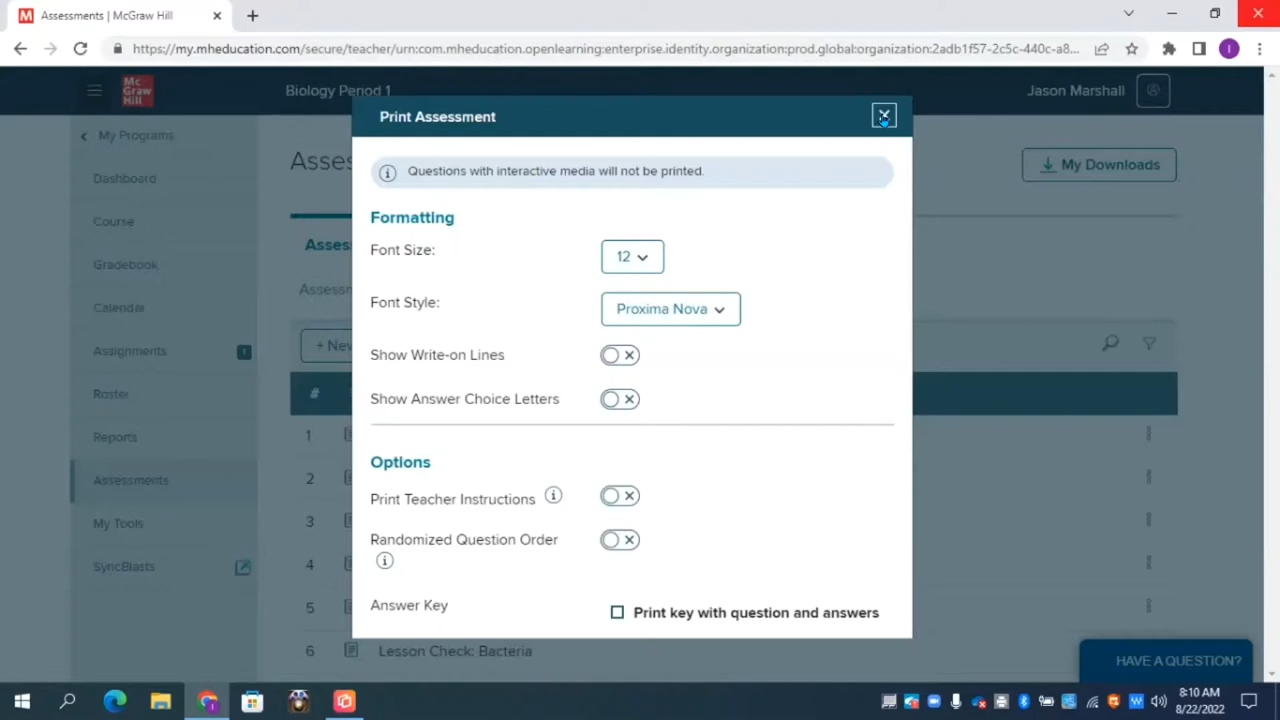 Assessments | McGraw Hill
https://my.mheducation.com/secure/teacher/urn:com.mheducation.openlearning:enterprise.identity.organization:prod.global:organization:2adb1f57-2c5c-440c-a8...
Mc
Graw
Hill
Biology Period 1
Jason Marshall
My Programs
Dashboard
Course
Gradebook
Calendar
Assignments
1
Roster
Reports
Assessments
My Tools
SyncBlasts
My Downloads
+ New
#
1
2
3
4
5
6 Lesson Check: Bacteria
Print Assessment
Questions with interactive media will not be printed.
Formatting
Font Size: 12
Font Style: Proxima Nova
Show Write-on Lines
Show Answer Choice Letters
Options
Print Teacher Instructions
Randomized Question Order
Answer Key Print key with question and answers
HAVE A QUESTION?
8:10 AM
8/22/2022